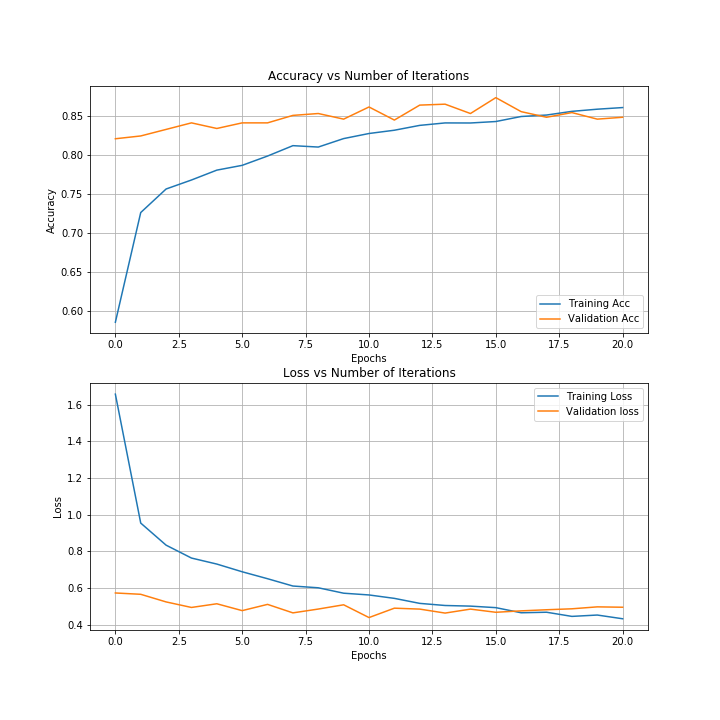 Accuracy vs Number of Iterations
0.85
0.80
0.75
0.70
0.65
0.60
Accuracy
Training Acc
Validation Acc
0.0 2.5 5.0 7.5 10.0 12.5 15.0 17.5 20.0
Epochs
Loss vs Number of Iterations
1.6
1.4
1.2
1.0
0.8
0.6
0.4
Loss
Training Loss
Validation loss
0.0 2.5 5.0 7.5 10.0 12.5 15.0 17.5 20.0
Epochs